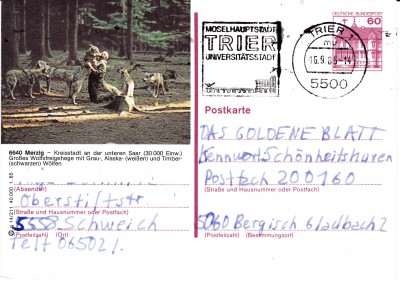 MOSELHAUPTSTADT
TRIER
UNIVERSITÄTSSTADT
TRIER 1
5500
DEUTSCHE BUNDESPOST
60
6640 Merzig – Kreisstadt an der unteren Saar (30 000 Einw.)
Großes Wolfsfreigehege mit Grau-, Alaska- (weißen) und Timber-
(schwarzen) Wölfen
(Absender)
Oberstiftstr.
(Straße und Hausnummer oder Postfach)
5558 Schweich
(Postleitzahl) (Ort)
Telf 06502/.
Postkarte
DAS GOLDENE BLATT
Kennwort Schönheitshuren
Postfach 200160
(Straße und Hausnummer oder Postfach)
5060 Bergisch Gladbach 2
(Postleitzahl) (Bestimmungsort)